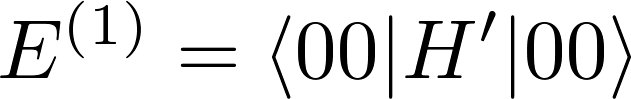 E^{(1)} = ⟨00|H′|00⟩